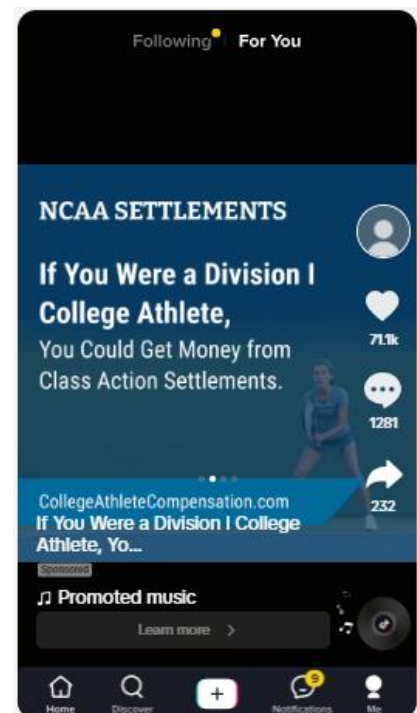 Following For You
NCAA SETTLEMENTS
If You Were a Division I
College Athlete,
You Could Get Money from
Class Action Settlements.
71.1k
1281
232
CollegeAthleteCompensation.com
If You Were a Division I College
Athlete, Yo...
Sponsored
Promoted music
Learn more
9
Home Discover Notifications Me